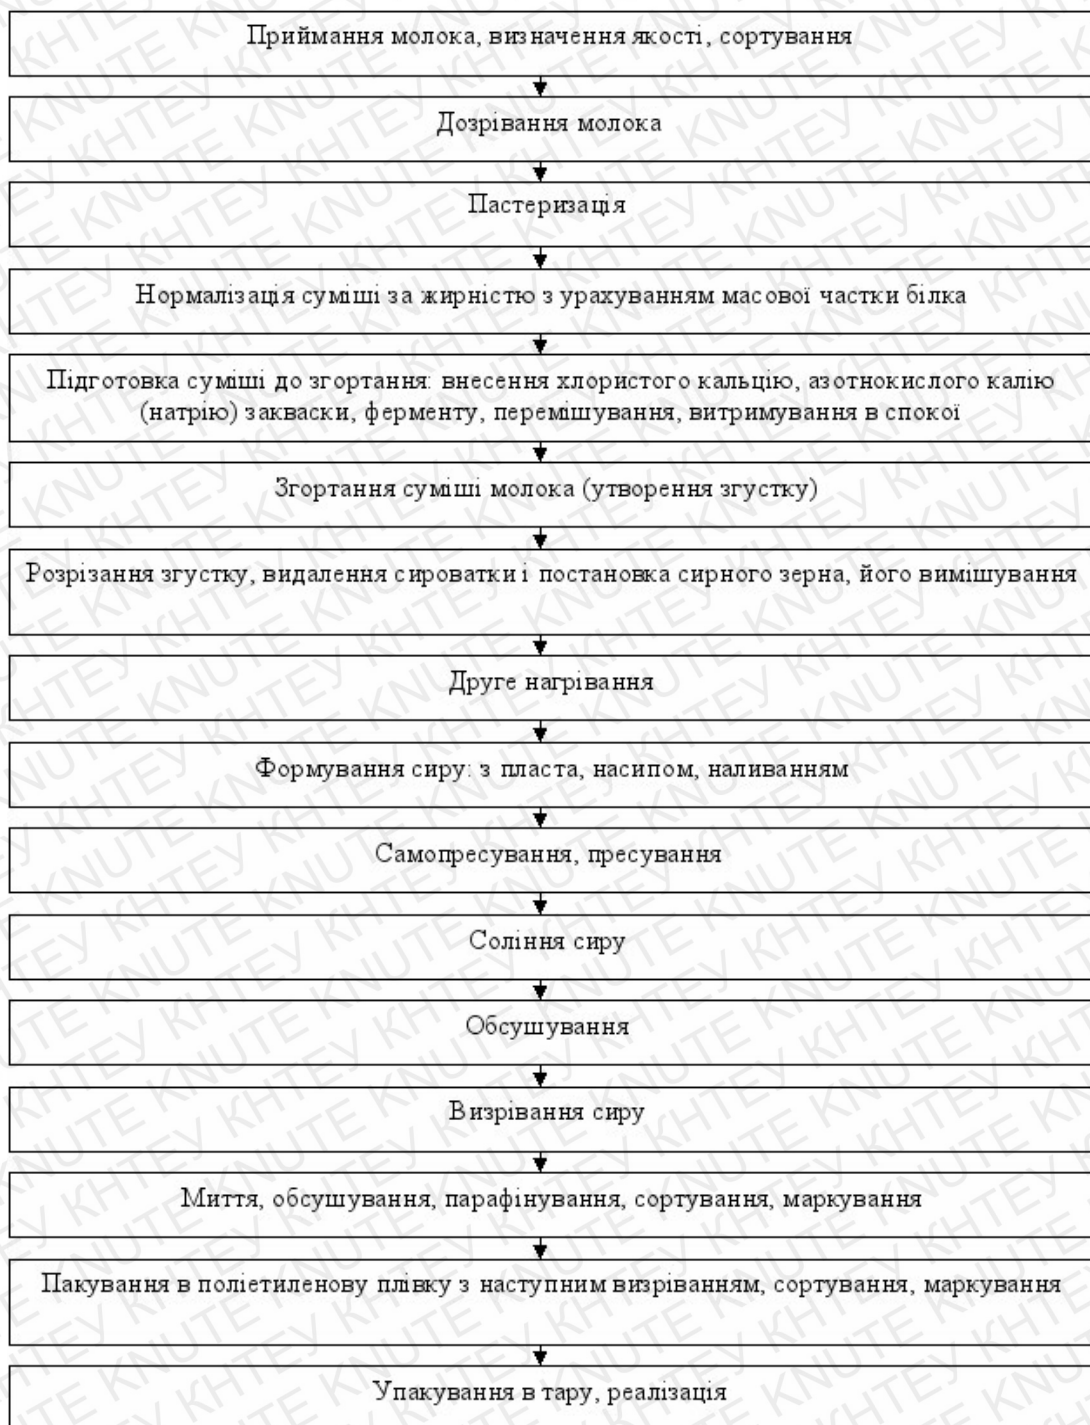 Приймання молока, визначення якості, сортування
Дозрівання молока
Пастеризація
Нормалізація суміші за жирністю з урахуванням масової частки білка
Підготовка суміші до згортання: внесення хлористого кальцію, азотнокислого калію
(натрію) закваски, ферменту, перемішування, витримування в спокої
Згортання суміші молока (утворення згустку)
Розрізання згустку, видалення сироватки і постановка сирного зерна, його вимішування
Друге нагрівання
Формування сиру: з пласта, насипом, наливанням
Самопресування, пресування
Соління сиру
Обсушування
Визрівання сиру
Миття, обсушування, парафінування, сортування, маркування
Пакування в поліетиленову плівку з наступним визріванням, сортування, маркування
Упакування в тару, реалізація